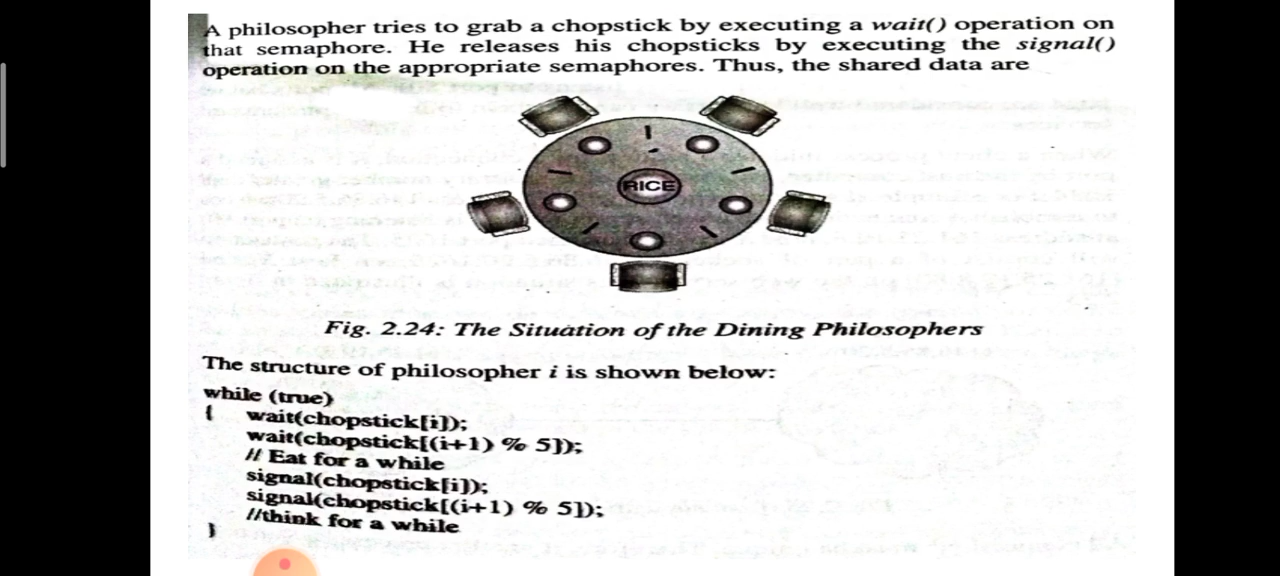 A philosopher tries to grab a chopstick by executing a wait() operation on
that semaphore. He releases his chopsticks by executing the signal()
operation on the appropriate semaphores. Thus, the shared data are
RICE
Fig. 2.24: The Situation of the Dining Philosophers
The structure of philosopher i is shown below:
while (true)
{ wait(chopstick[i]);
wait(chopstick[(i+1) % 5]);
// Eat for a while
signal(chopstick[i]);
signal(chopstick[(i+1) % 5]);
//think for a while
}